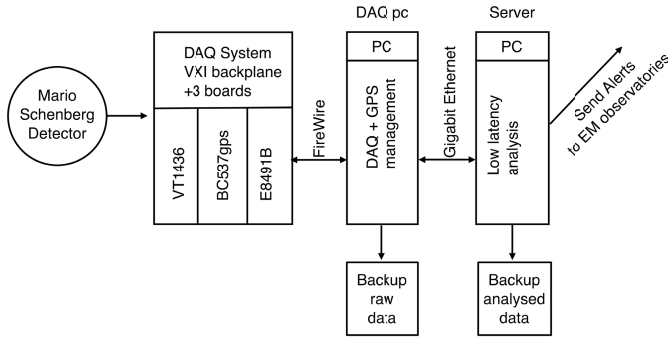 Mario
Schenberg
Detector
DAQ System
VXI backplane
+3 boards
VT1436
BC537gps
E8491B
FireWire
DAQ pc
PC
DAQ + GPS
management
Gigabit Ethernet
Server
PC
Low latency
analysis
Send Alerts
to EM observatories
Backup
raw
data
Backup
analysed
data